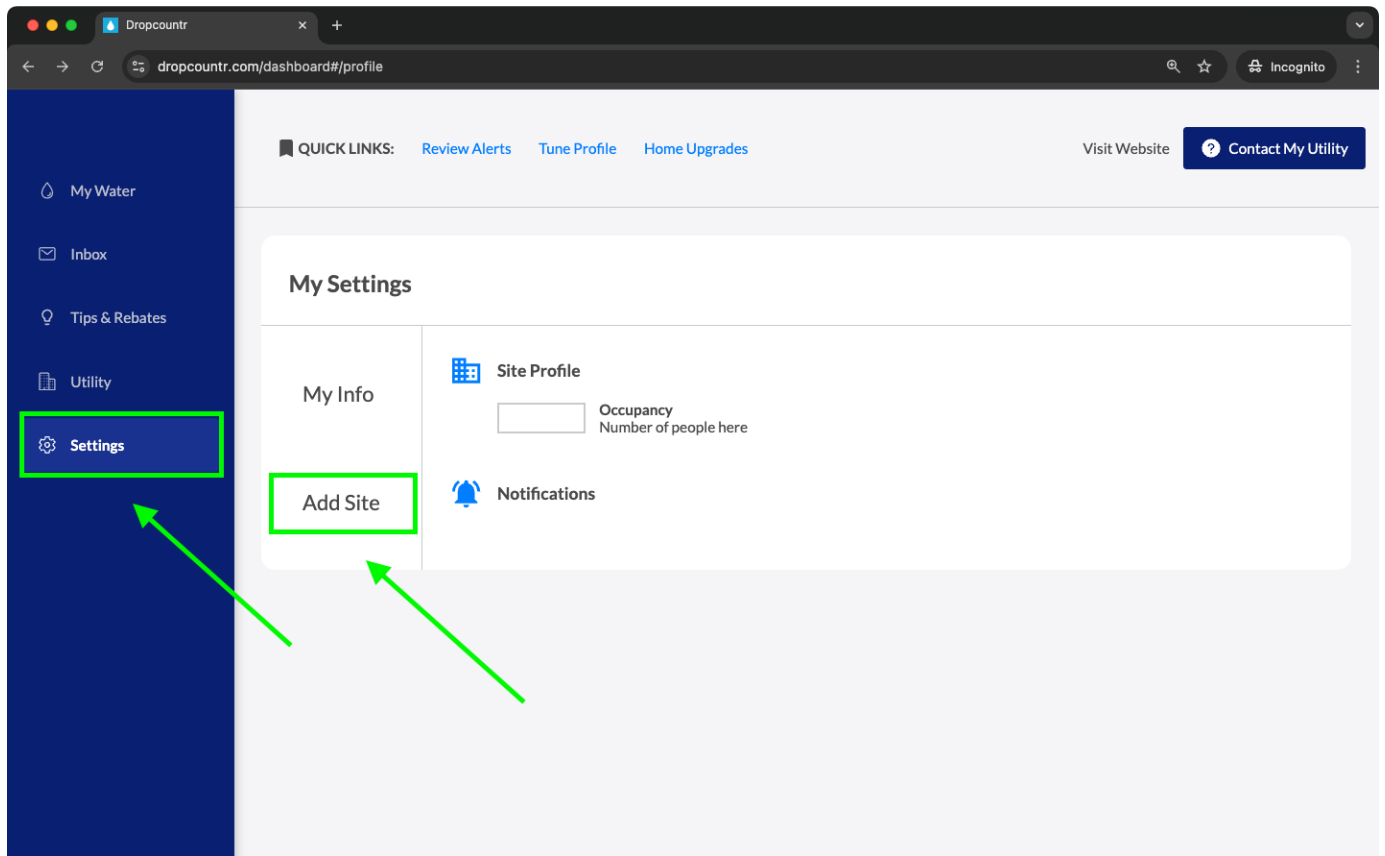 Dropcountr
dropcountr.com/dashboard#/profile
Incognito
QUICK LINKS:
Review Alerts
Tune Profile
Home Upgrades
Visit Website
? Contact My Utility
My Water
Inbox
Tips & Rebates
Utility
Settings
My Settings
My Info
Add Site
Site Profile
Occupancy
Number of people here
Notifications